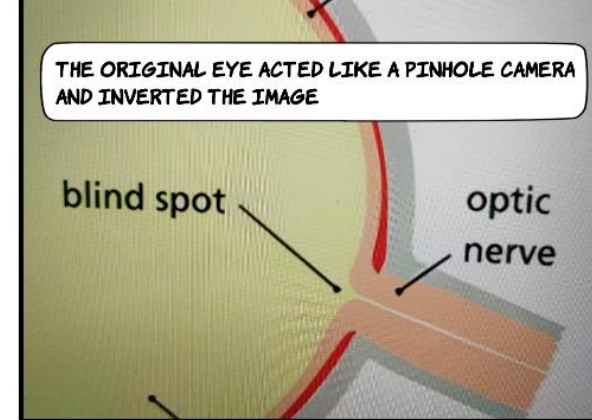 THE ORIGINAL EYE ACTED LIKE A PINHOLE CAMERA
AND INVERTED THE IMAGE
blind spot
optic
nerve